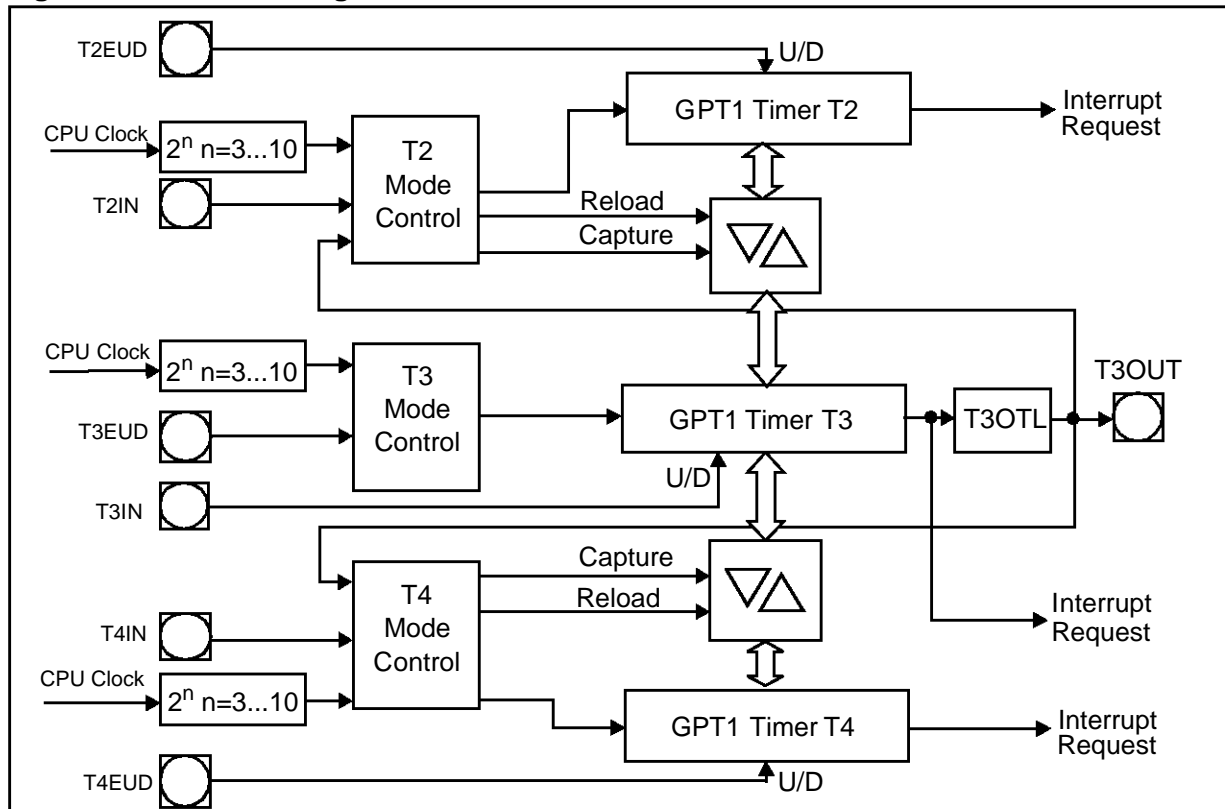 T2EUD
U/D
GPT1 Timer T2
Interrupt
Request
CPU Clock
2ⁿ n=3...10
T2
Mode
Control
T2IN
Reload
Capture
CPU Clock
2ⁿ n=3...10
T3
Mode
Control
T3OUT
GPT1 Timer T3
T3OTL
T3EUD
U/D
T3IN
Capture
T4
Mode
Control
Reload
Interrupt
Request
T4IN
CPU Clock
2ⁿ n=3...10
GPT1 Timer T4
Interrupt
Request
T4EUD
U/D